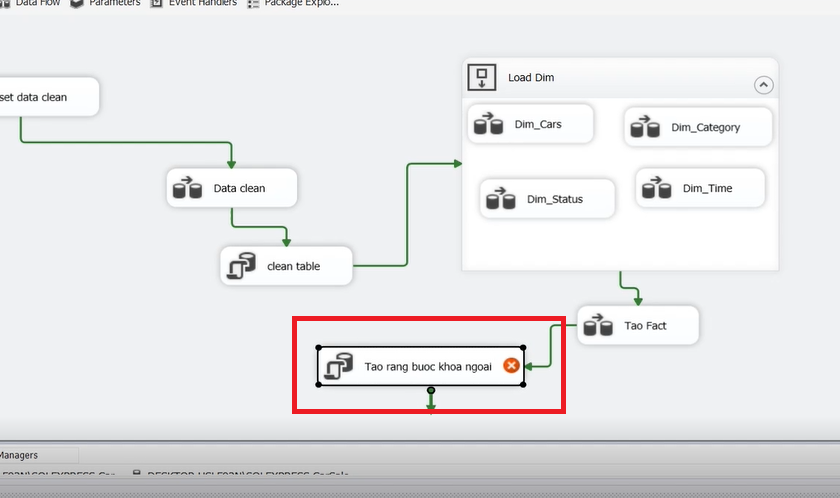 Data Flow Parameters Event Handlers Package Explo...
set data clean
Load Dim
Dim_Cars
Dim_Category
Data clean
Dim_Status
Dim_Time
clean table
Tao Fact
Tao rang buoc khoa ngoai
Managers